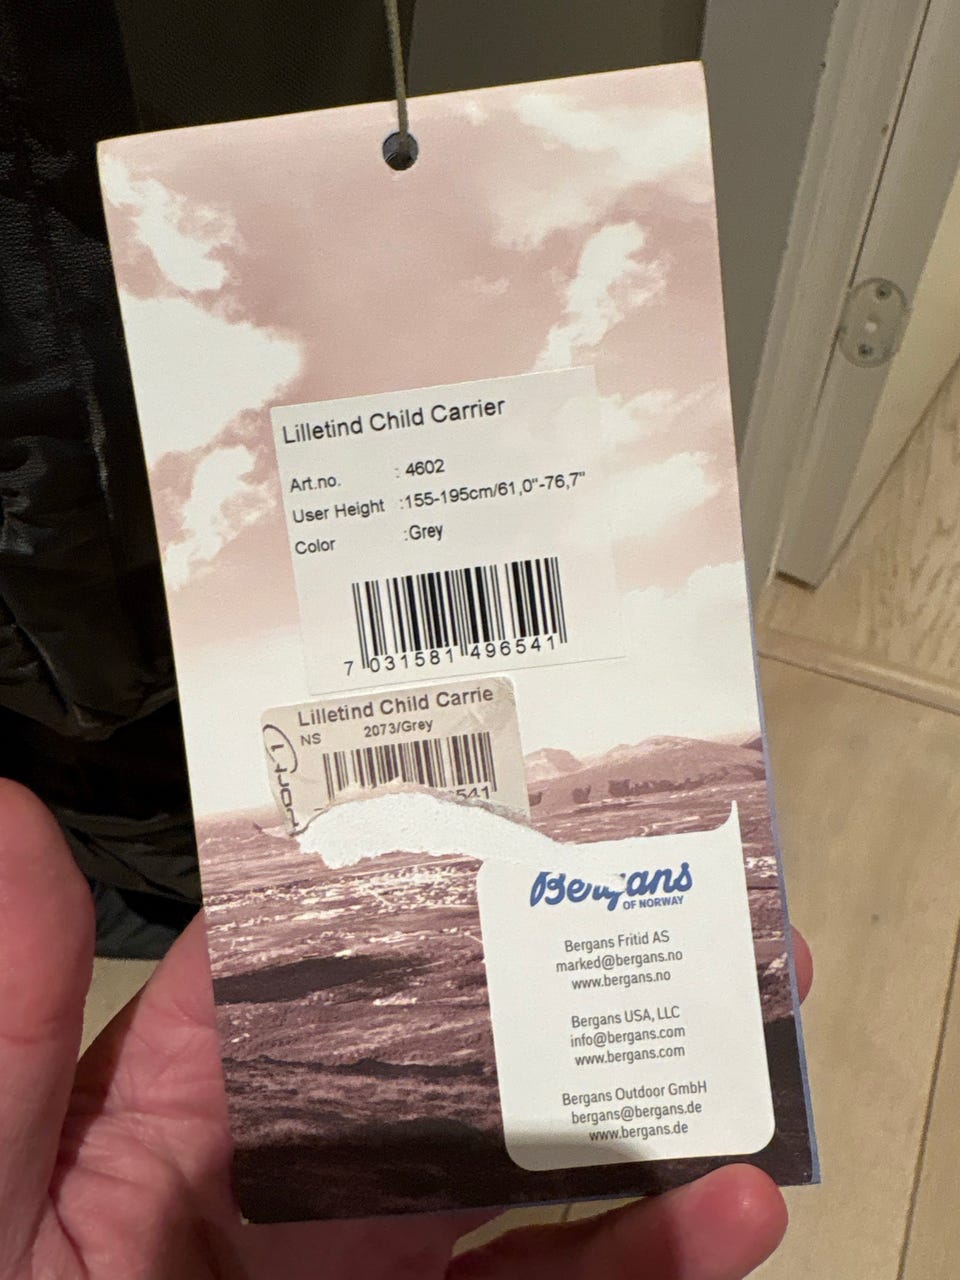 Lilletind Child Carrier
Art.no. : 4602
User Height :155-195cm/61,0"-76,7"
Color :Grey
7 031581 496541
Lilletind Child Carrie
NS 2073/Grey
541
Bergans
OF NORWAY
Bergans Fritid AS
marked@bergans.no
www.bergans.no
Bergans USA, LLC
info@bergans.com
www.bergans.com
Bergans Outdoor GmbH
bergans@bergans.de
www.bergans.de